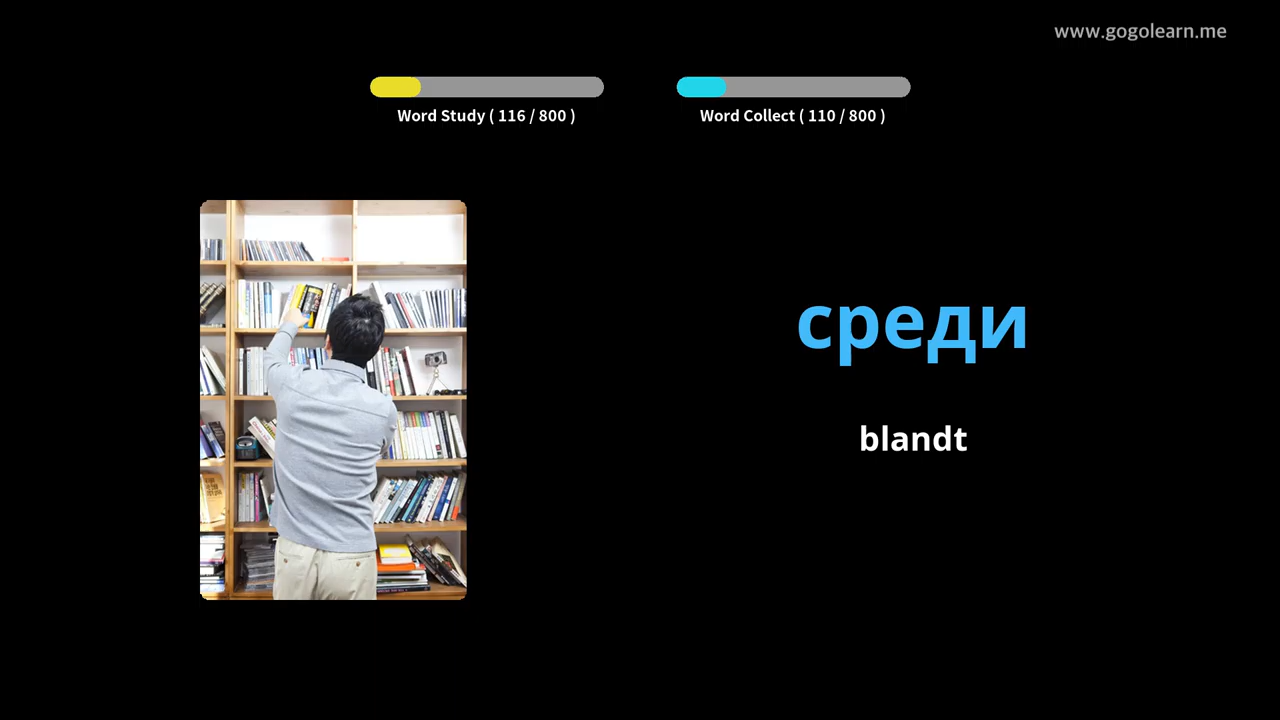 www.gogolearn.me
Word Study ( 116 / 800 )
Word Collect ( 110 / 800 )
среди
blandt